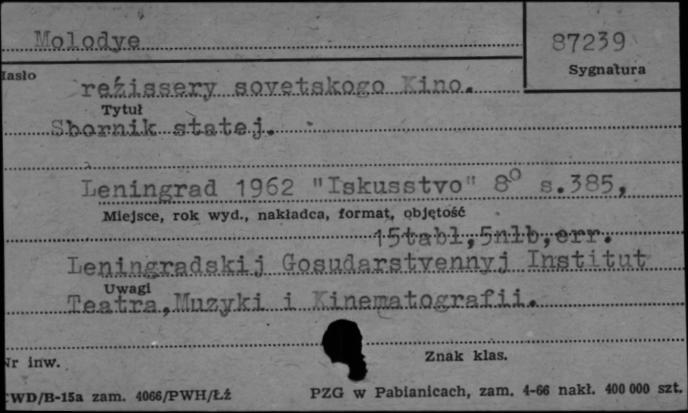 Molodye
87239
Hasło
Sygnatura
reźissery sovetskogo Kino.
Tytuł
Sbornik statej.
Leningrad 1962 "Iskusstvo" 8° s.385,
Miejsce, rok wyd., nakładca, format, objętość
15tabl,5nlb,err.
Leningradskij Gosudarstvennyj Institut
Uwagi
Teatra,Muzyki i Kinematografii.
Nr inw.
Znak klas.
CWD/B-15a zam. 4066/PWH/Łź
PZG w Pabianicach, zam. 4-66 nakł. 400 000 szt.